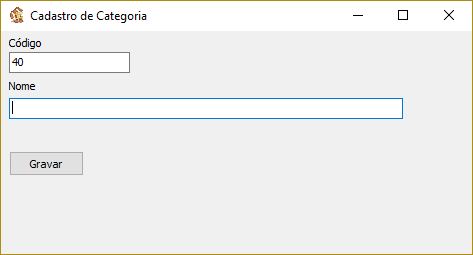 Cadastro de Categoria
Código
40
Nome
Gravar